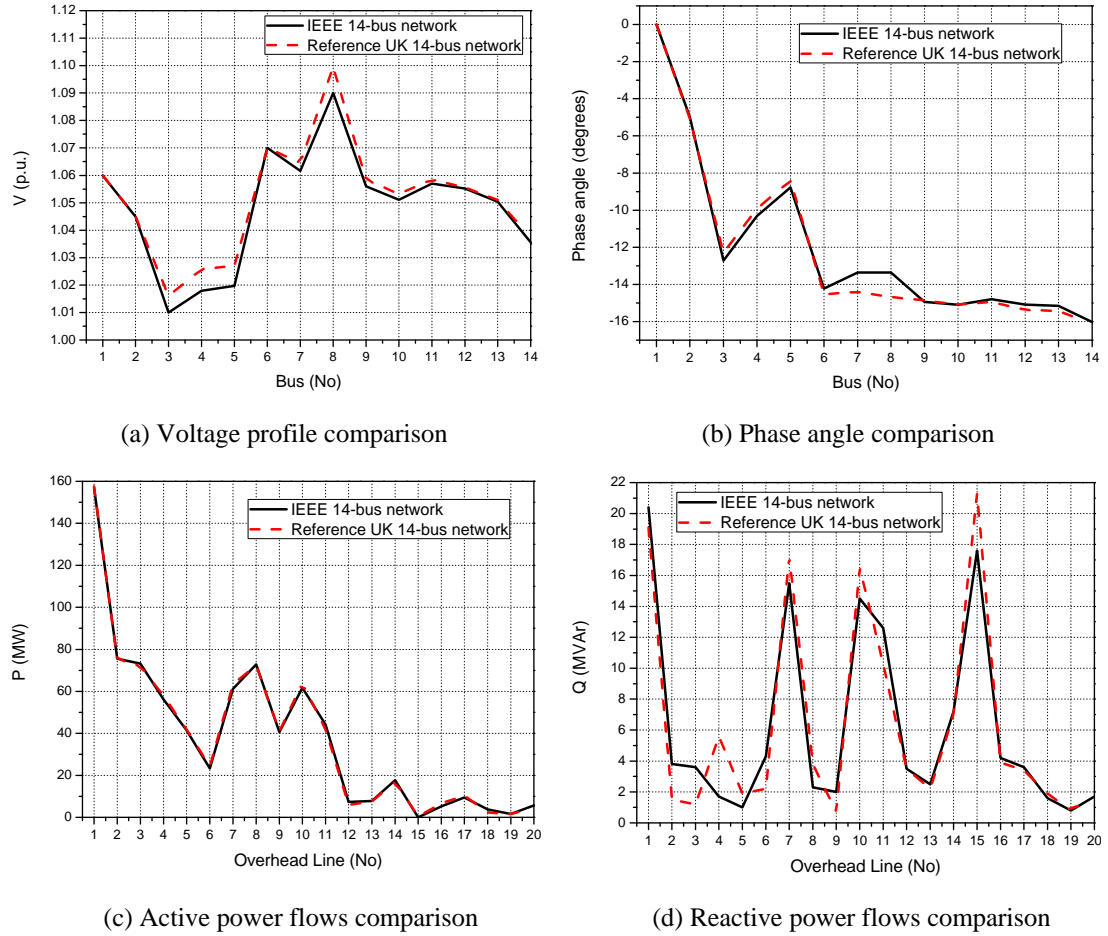 1.12
1.11
1.10
1.09
1.08
1.07
1.06
1.05
1.04
1.03
1.02
1.01
1.00
V (p.u.)
IEEE 14-bus network
Reference UK 14-bus network
1 2 3 4 5 6 7 8 9 10 11 12 13 14
Bus (No)
(a) Voltage profile comparison
0
-2
-4
-6
-8
-10
-12
-14
-16
Phase angle (degrees)
IEEE 14-bus network
Reference UK 14-bus network
1 2 3 4 5 6 7 8 9 10 11 12 13 14
Bus (No)
(b) Phase angle comparison
160
140
120
100
80
60
40
20
0
P (MW)
IEEE 14-bus network
Reference UK 14-bus network
1 2 3 4 5 6 7 8 9 10 11 12 13 14 15 16 17 18 19 20
Overhead Line (No)
(c) Active power flows comparison
22
20
18
16
14
12
10
8
6
4
2
0
Q (MVAr)
IEEE 14-bus network
Reference UK 14-bus network
1 2 3 4 5 6 7 8 9 10 11 12 13 14 15 16 17 18 19 20
Overhead Line (No)
(d) Reactive power flows comparison